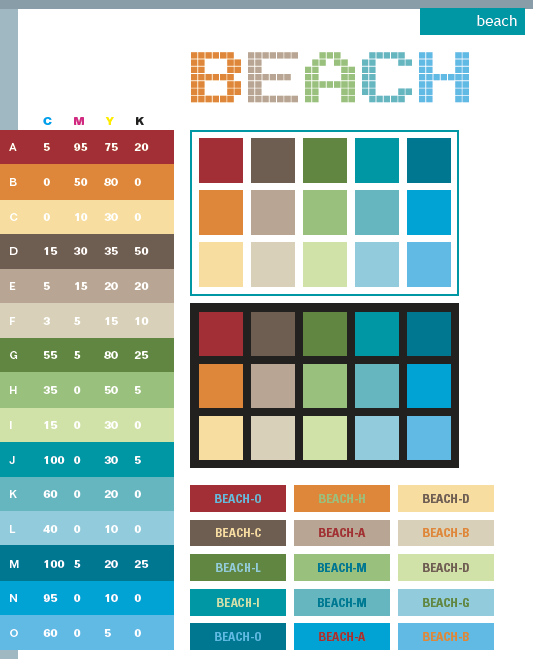 beach
BEACH
C M Y K
A 5 95 75 20
B 0 50 80 0
C 0 10 30 0
D 15 30 35 50
E 5 15 20 20
F 3 5 15 10
G 55 5 80 25
H 35 0 50 5
I 15 0 30 0
J 100 0 30 5
K 60 0 20 0
L 40 0 10 0
M 100 5 20 25
N 95 0 10 0
O 60 0 5 0
BEACH-O BEACH-H BEACH-D
BEACH-C BEACH-A BEACH-B
BEACH-L BEACH-M BEACH-D
BEACH-I BEACH-M BEACH-G
BEACH-O BEACH-A BEACH-B